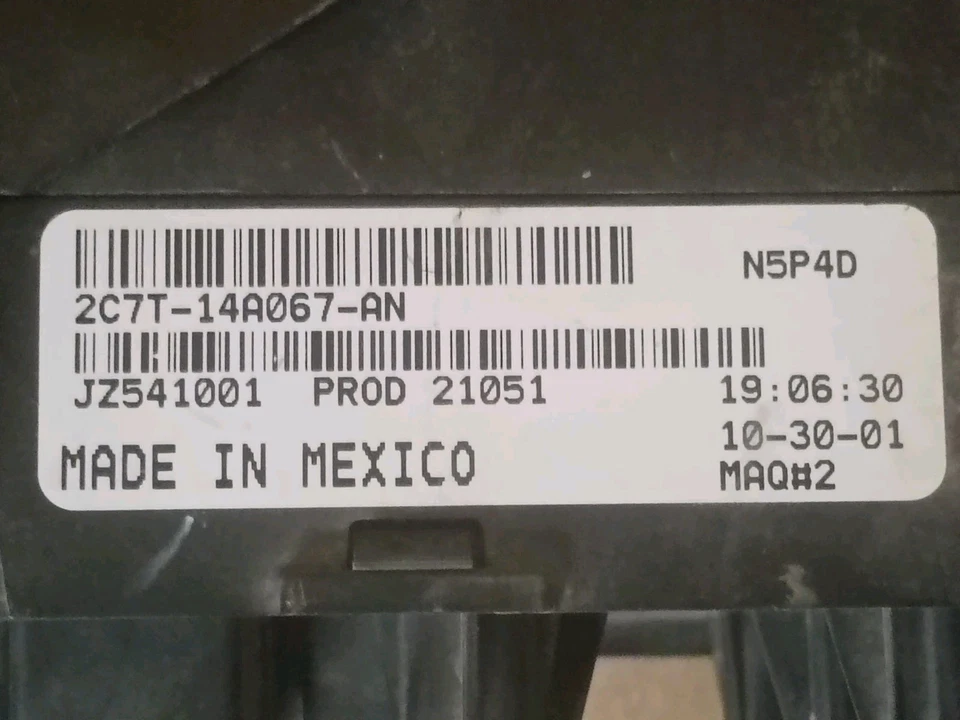 N5P4D
2C7T-14A067-AN
JZ541001 PROD 21051 19:06:30
10-30-01
MADE IN MEXICO MAQ#2